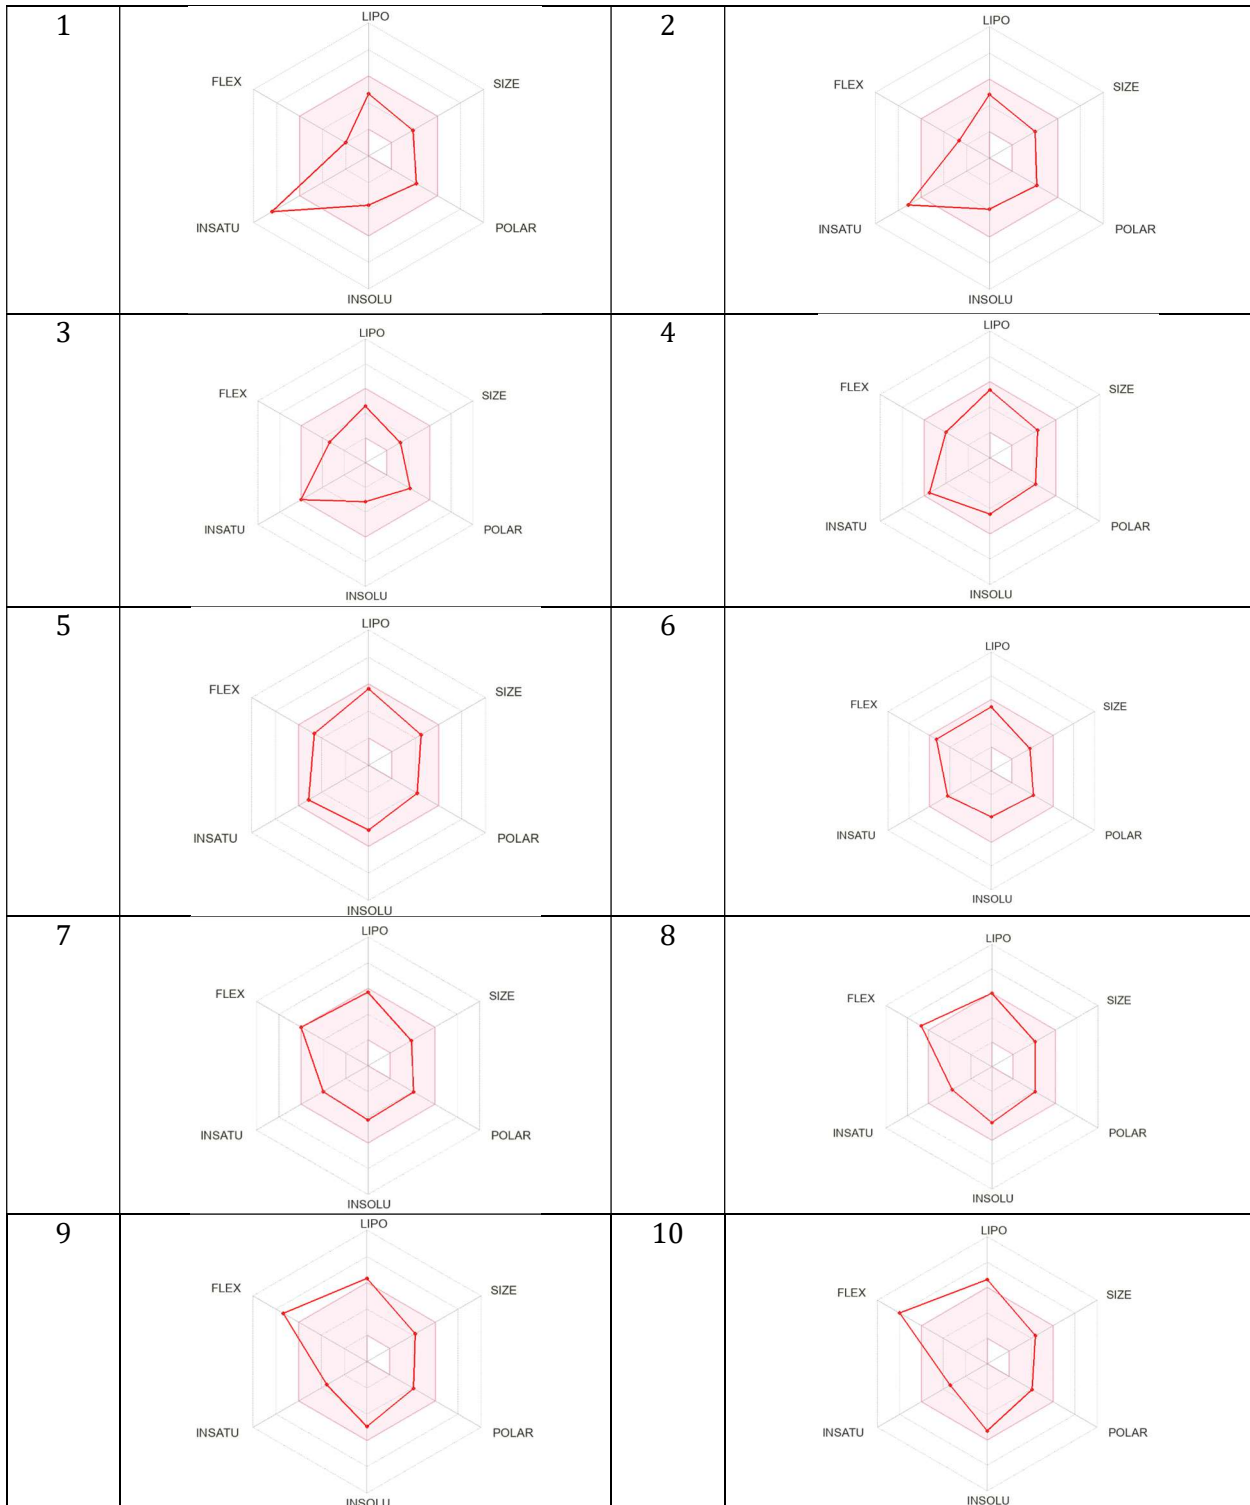 1
LIPO
FLEX
SIZE
INSATU
POLAR
INSOLU
2
LIPO
FLEX
SIZE
INSATU
POLAR
INSOLU
3
LIPO
FLEX
SIZE
INSATU
POLAR
INSOLU
4
LIPO
FLEX
SIZE
INSATU
POLAR
INSOLU
5
LIPO
FLEX
SIZE
INSATU
POLAR
INSOLU
6
LIPO
FLEX
SIZE
INSATU
POLAR
INSOLU
7
LIPO
FLEX
SIZE
INSATU
POLAR
INSOLU
8
LIPO
FLEX
SIZE
INSATU
POLAR
INSOLU
9
LIPO
FLEX
SIZE
INSATU
POLAR
INSOLU
10
LIPO
FLEX
SIZE
INSATU
POLAR
INSOLU